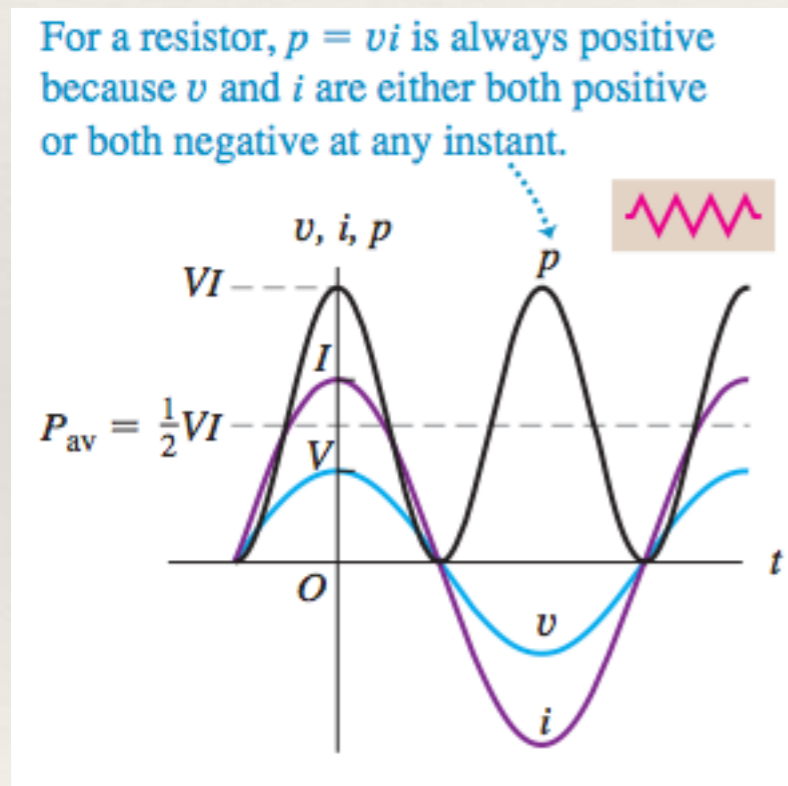 For a resistor, p = vi is always positive
because v and i are either both positive
or both negative at any instant.
v, i, p
p
VI
I
P_av = ½VI
V
t
O
v
i